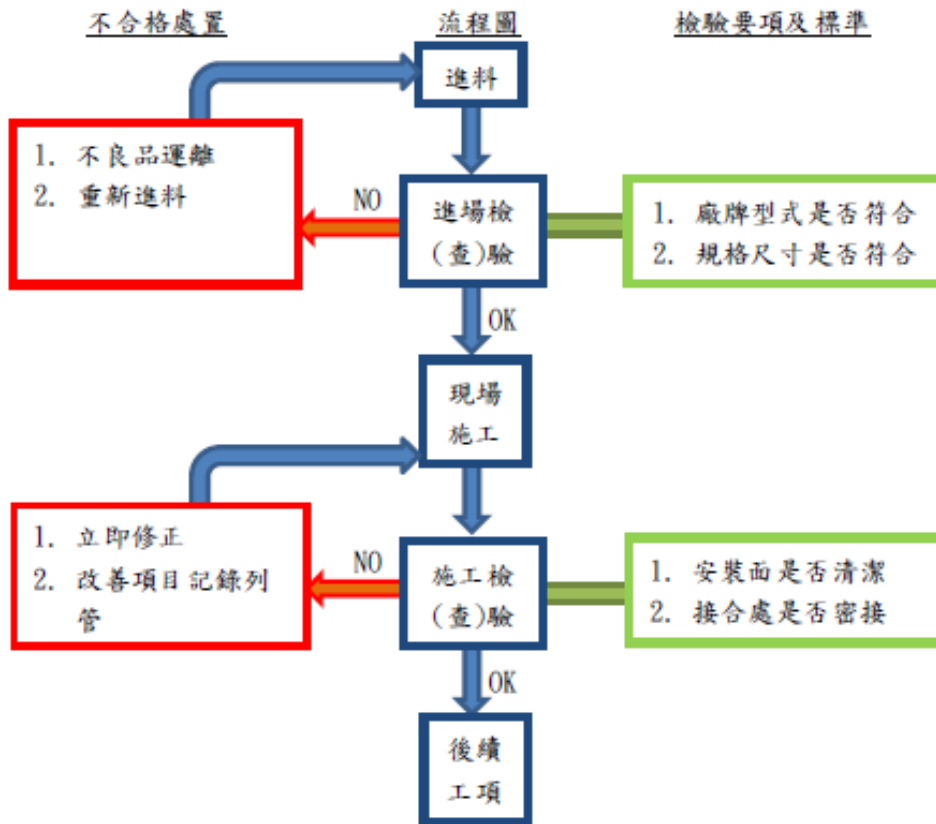 不合格處置
流程圖
檢驗要項及標準
進料
1. 不良品運離
2. 重新進料
NO
進場檢
(查)驗
1. 廠牌型式是否符合
2. 規格尺寸是否符合
OK
現場
施工
1. 立即修正
2. 改善項目記錄列
管
NO
施工檢
(查)驗
1. 安裝面是否清潔
2. 接合處是否密接
OK
後續
工項